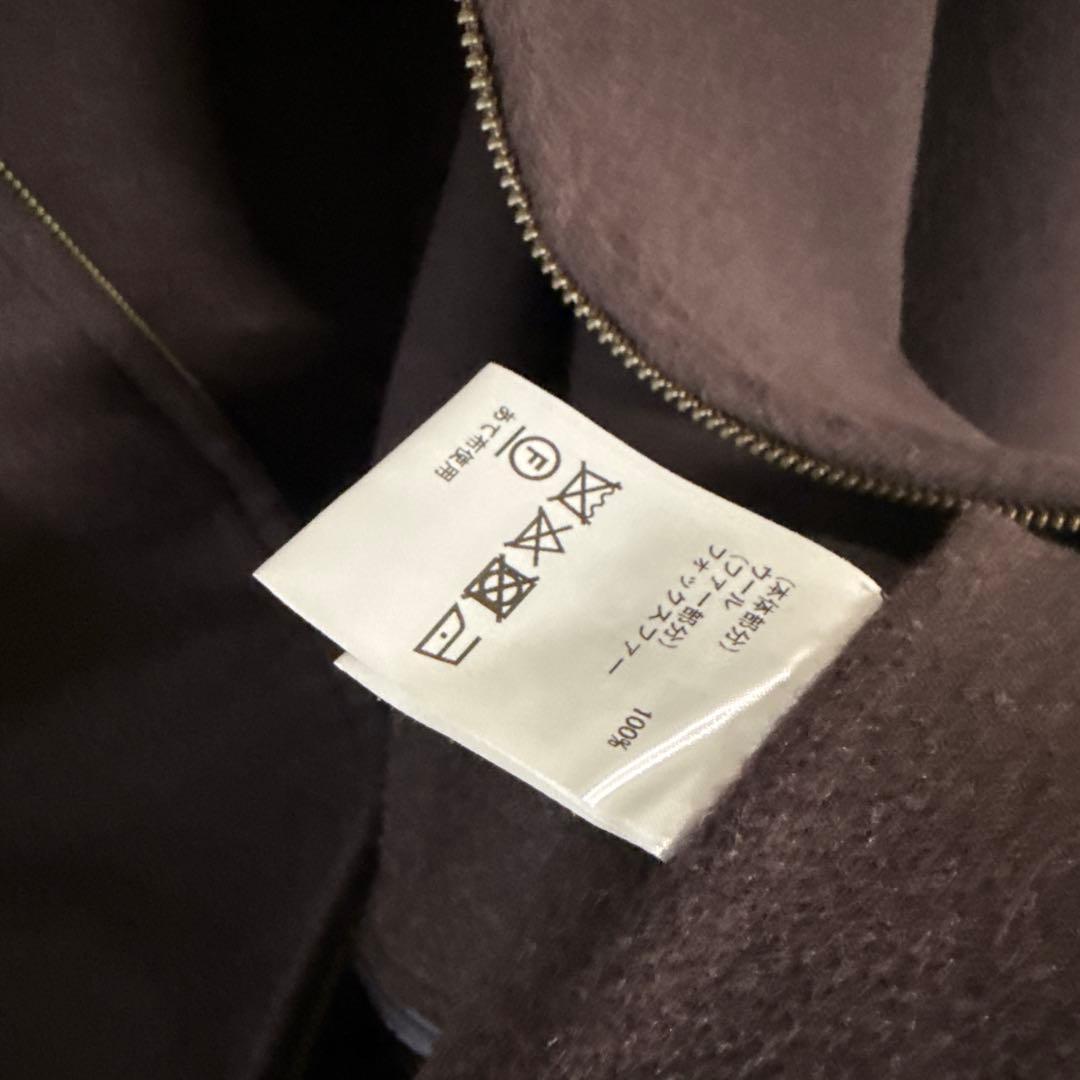 (本体部分)
ウール 100%
(ファー部分)
フォックスファー
F
あて布使用